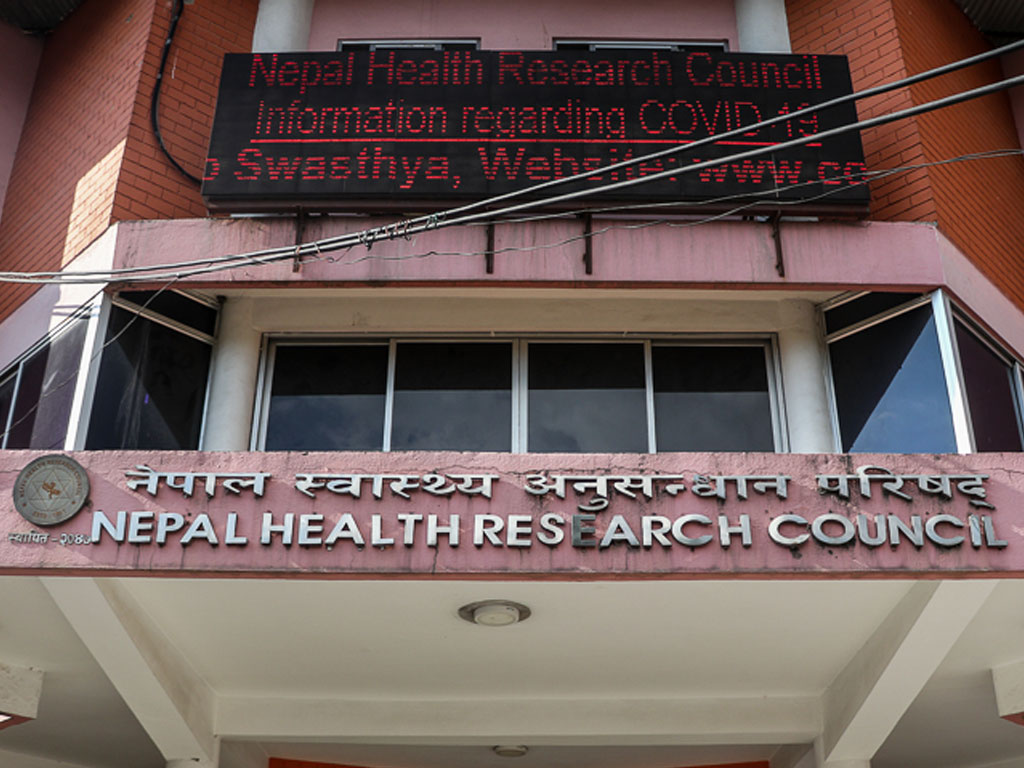 Nepal Health Research Council
Information regarding COVID-19
Swasthya, Website: www
नेपाल स्वास्थ्य अनुसन्धान परिषद्
NEPAL HEALTH RESEARCH COUNCIL